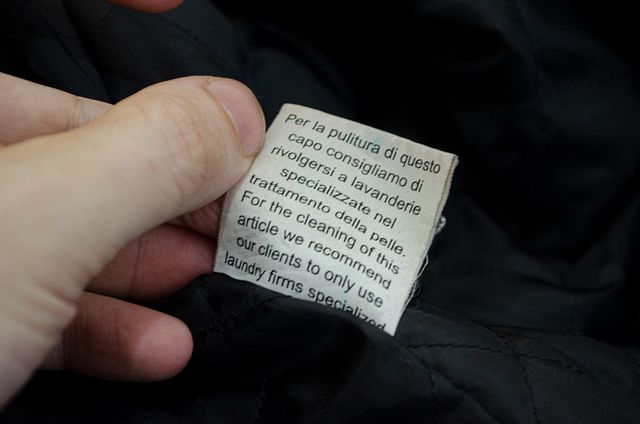 Per la pulitura di questo
capo consigliamo di
rivolgersi a lavanderie
specializzate nel
trattamento della pelle.
For the cleaning of this
article we recommend
our clients to only use
laundry firms specialized